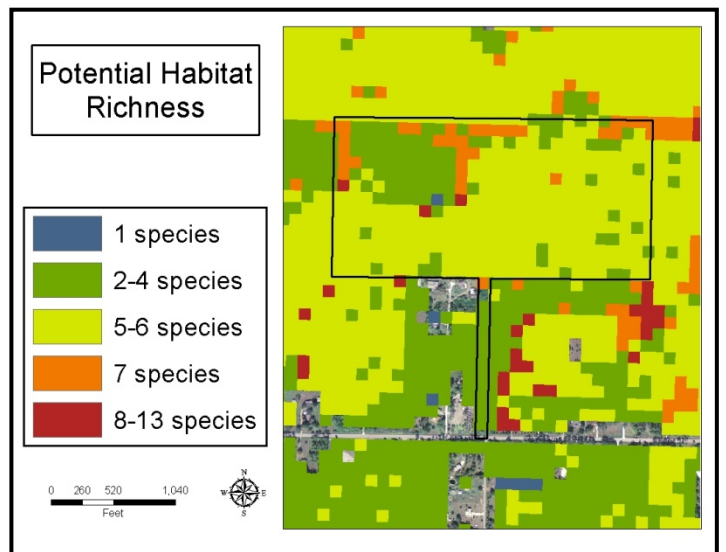 Potential Habitat
Richness
1 species
2-4 species
5-6 species
7 species
8-13 species
0 260 520 1,040
Feet
N
W E
S